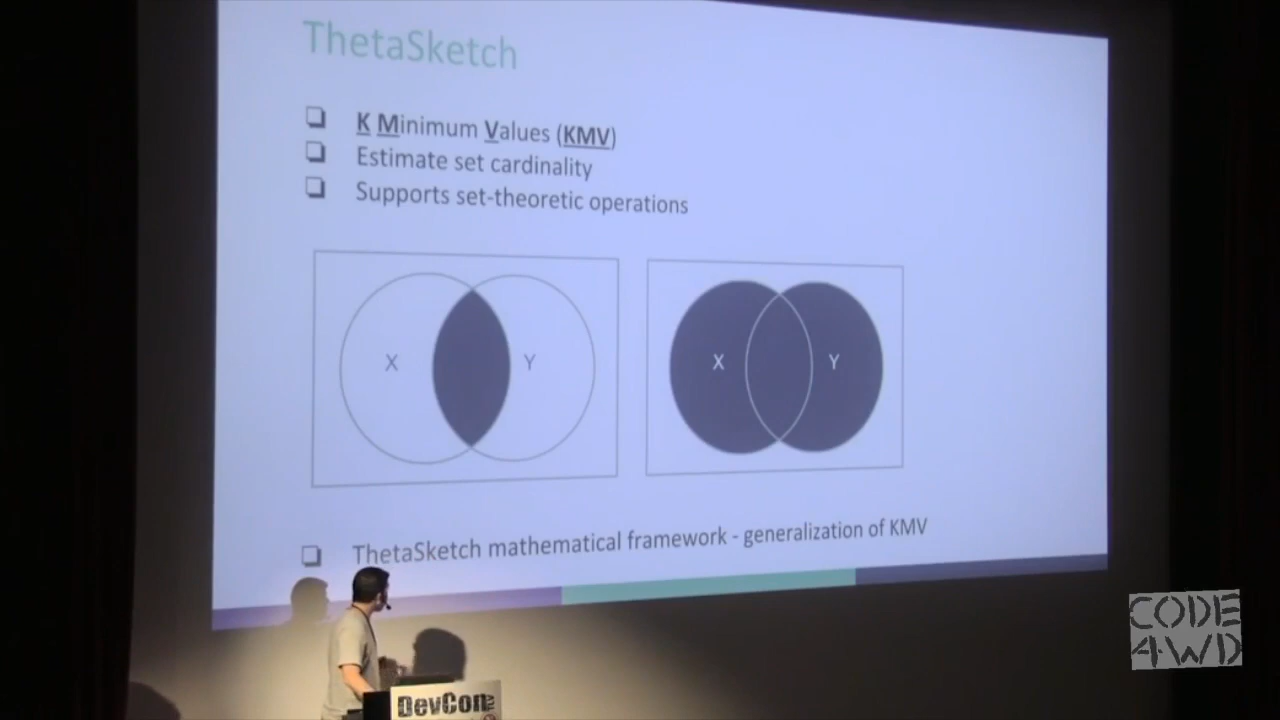 ThetaSketch
K Minimum Values (KMV)
Estimate set cardinality
Supports set-theoretic operations
X
Y
X
Y
ThetaSketch mathematical framework - generalization of KMV
CODE
4WD
DevCon